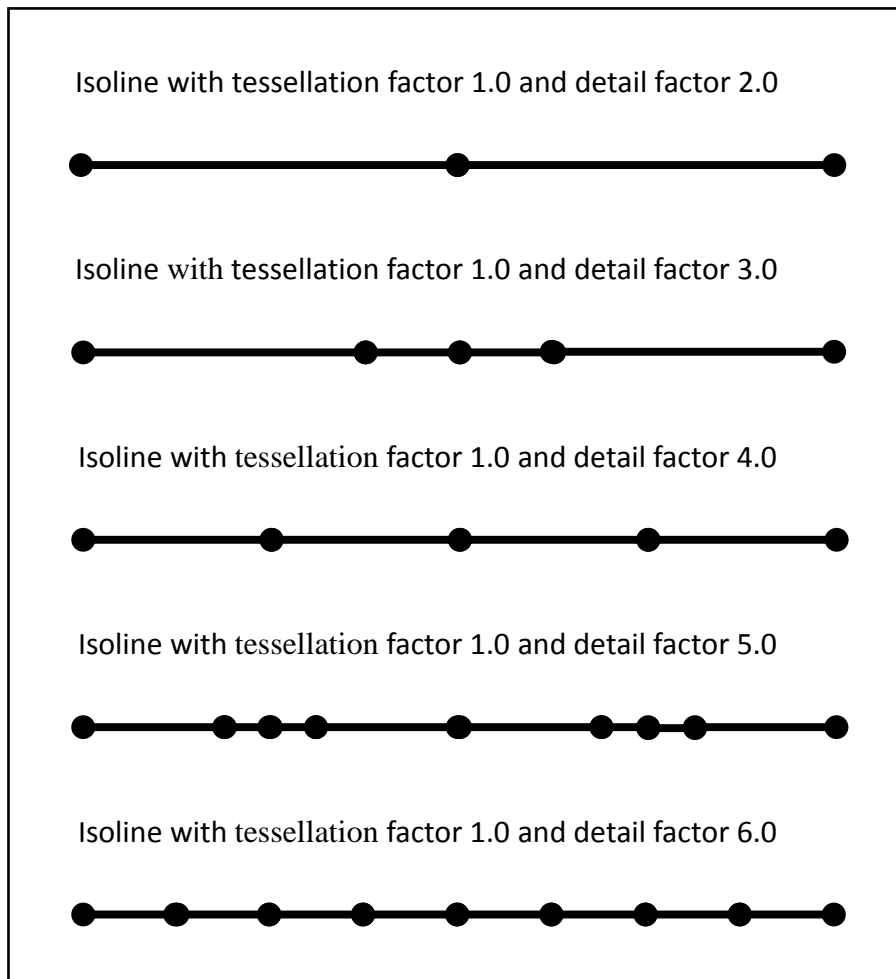 Isoline with tessellation factor 1.0 and detail factor 2.0
Isoline with tessellation factor 1.0 and detail factor 3.0
Isoline with tessellation factor 1.0 and detail factor 4.0
Isoline with tessellation factor 1.0 and detail factor 5.0
Isoline with tessellation factor 1.0 and detail factor 6.0